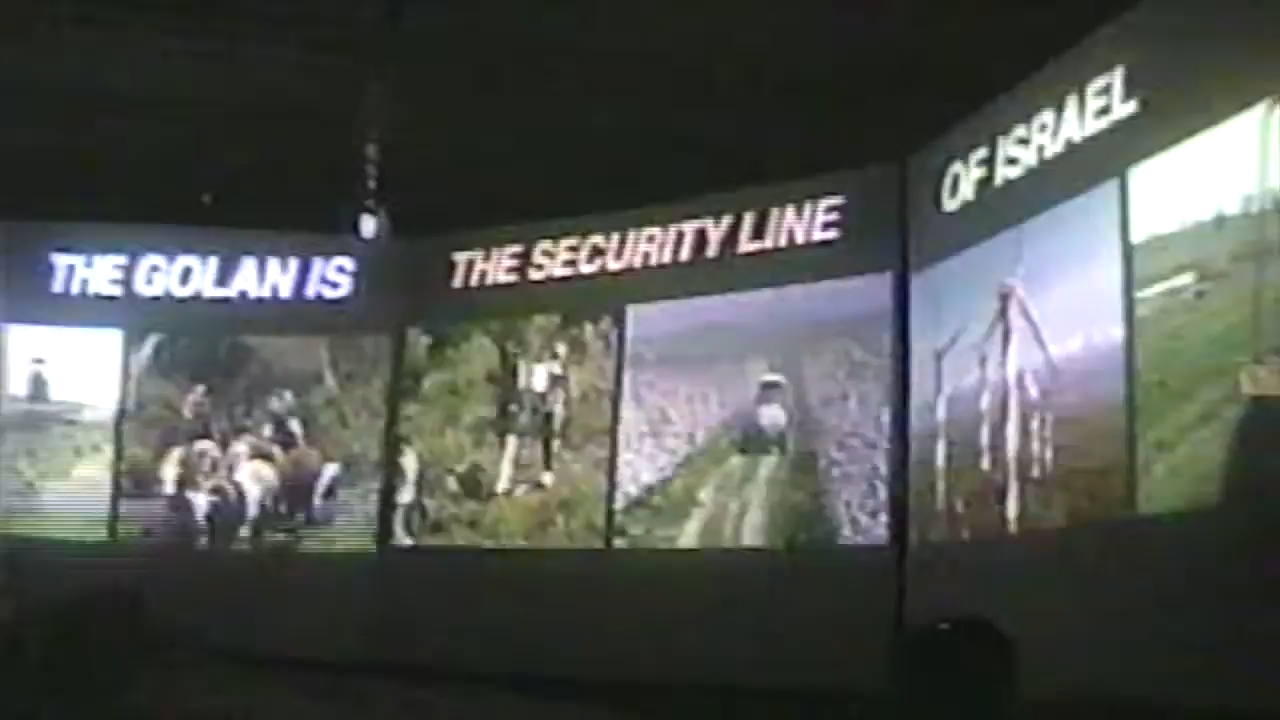 THE GOLAN IS
THE SECURITY LINE
OF ISRAEL